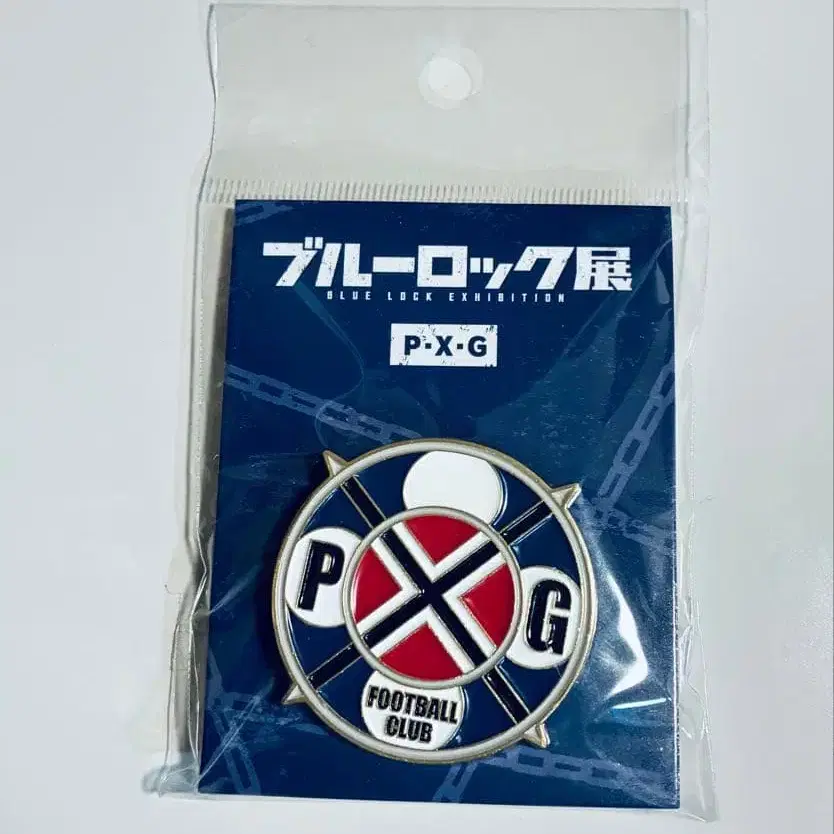 ブルーロック展
BLUE LOCK EXHIBITION
P·X·G
P
G
FOOTBALL
CLUB